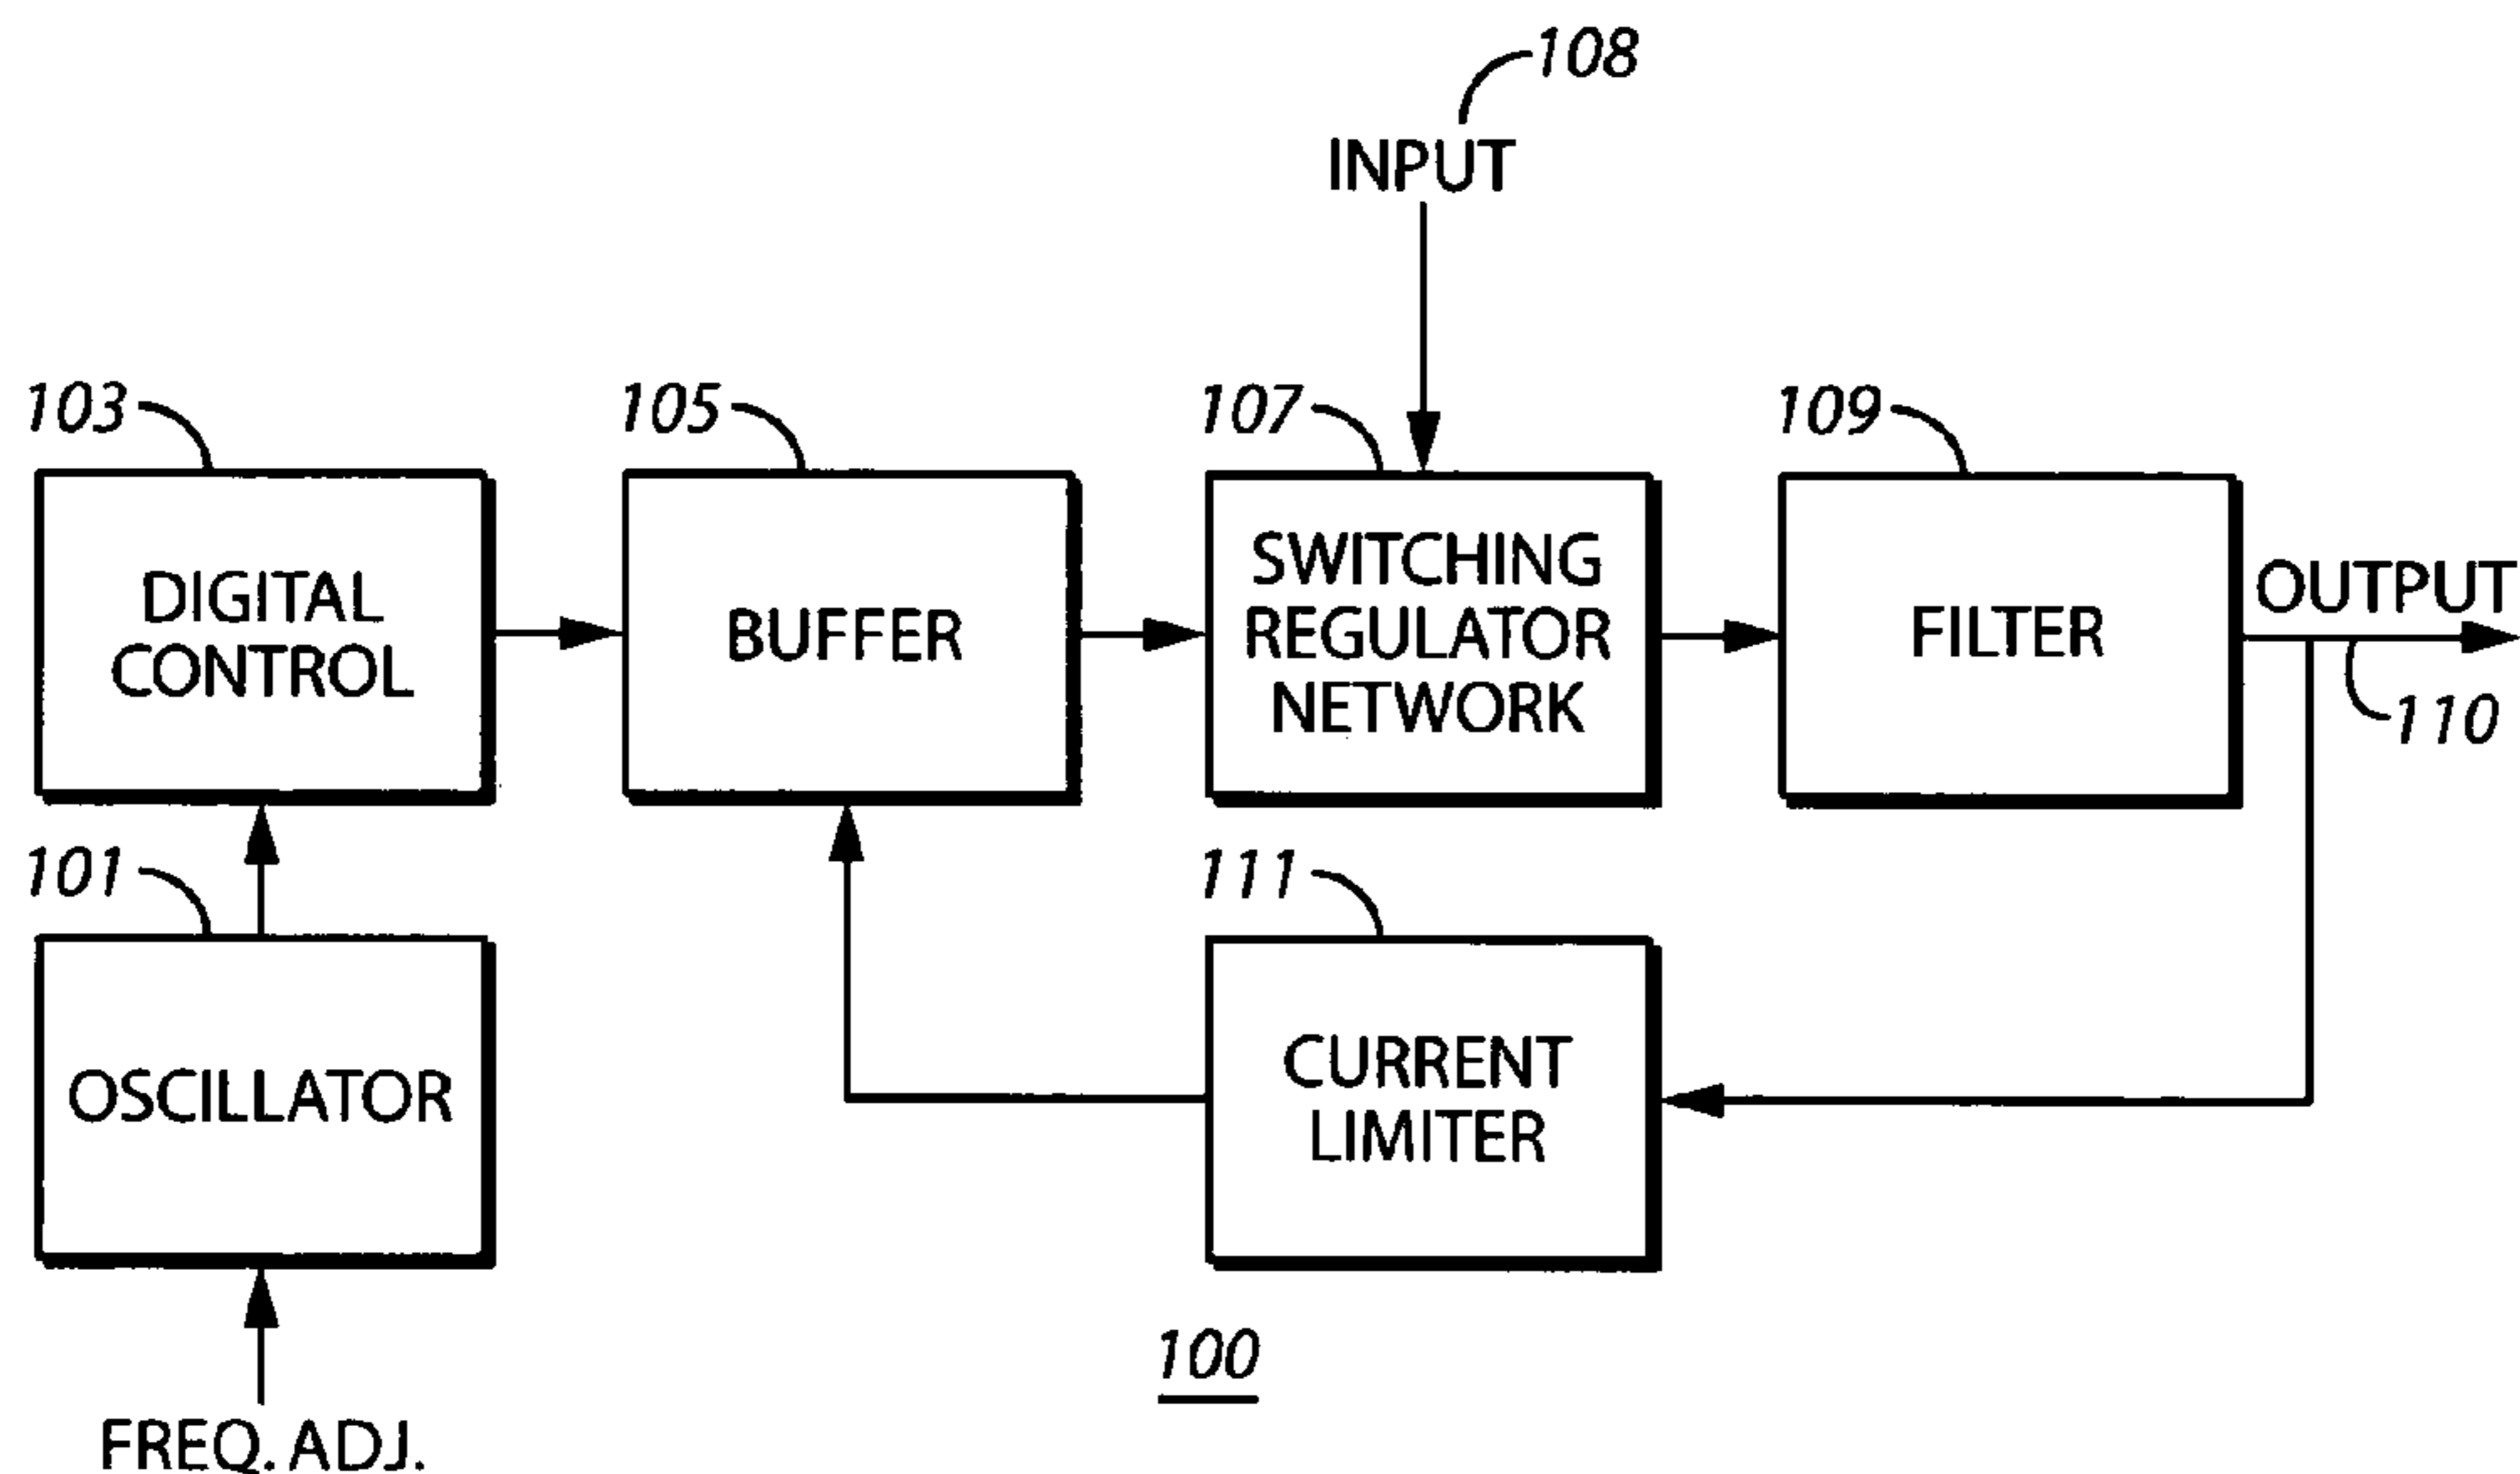 108
INPUT
103
105
107
109
DIGITAL
CONTROL
BUFFER
SWITCHING
REGULATOR
NETWORK
FILTER
OUTPUT
110
101
111
OSCILLATOR
CURRENT
LIMITER
100
FREQ. ADJ.